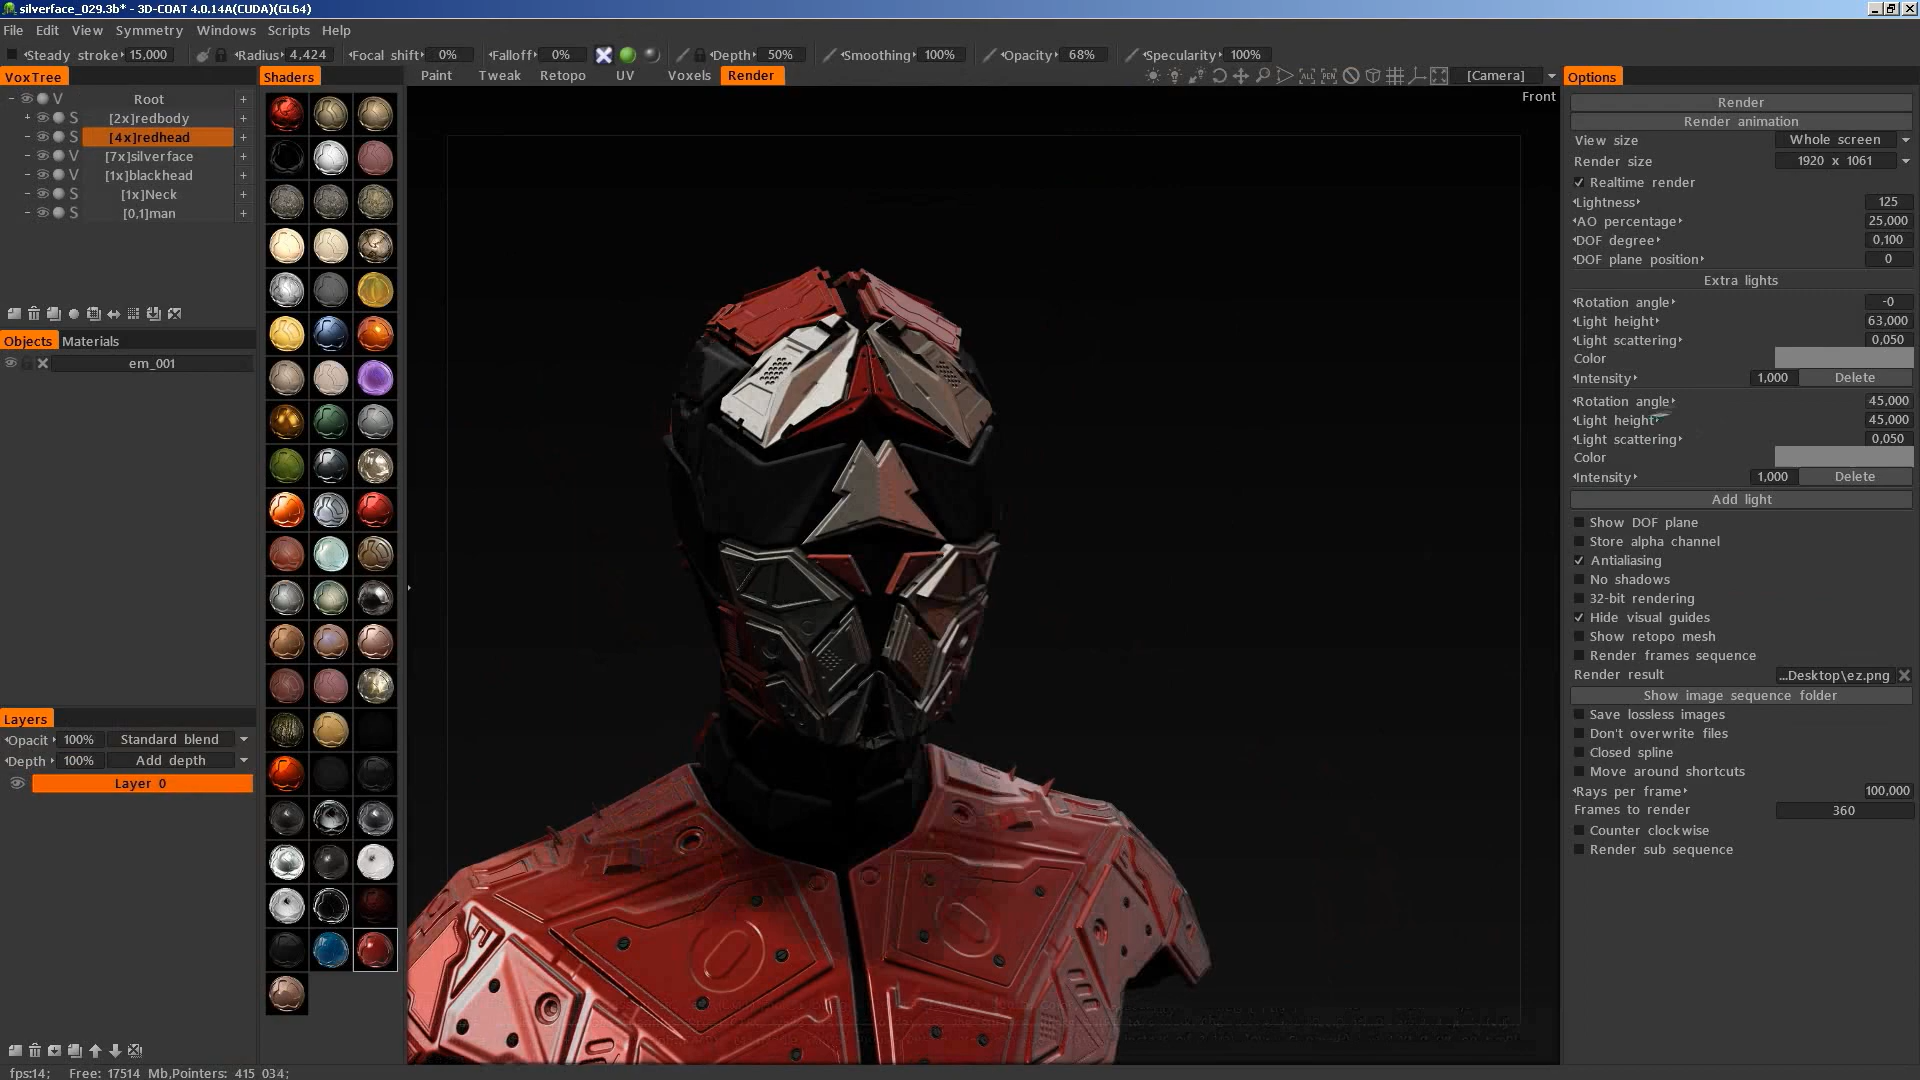 silverface_029.3b* - 3D-COAT 4.0.14A(CUDA)(GL64)
File Edit View Symmetry Windows Scripts Help
Steady stroke 15,000 Radius 4,424 Focal shift 0% Falloff 0% Depth 50% Smoothing 100% Opacity 68% Specularity 100%
VoxTree
Shaders
Paint Tweak Retopo UV Voxels Render
ALL PEN
[Camera]
Options
Front
V Root +
+ S [2x]redbody +
- S [4x]redhead +
- V [7x]silverface +
- V [1x]blackhead +
- S [1x]Neck +
- S [0,1]man +
Objects Materials
em_001
Layers
Opacit 100% Standard blend
Depth 100% Add depth
Layer 0
Render
Render animation
View size Whole screen
Render size 1920 x 1061
Realtime render
Lightness 125
AO percentage 25,000
DOF degree 0,100
DOF plane position 0
Extra lights
Rotation angle -0
Light height 63,000
Light scattering 0,050
Color
Intensity 1,000 Delete
Rotation angle 45,000
Light height 45,000
Light scattering 0,050
Color
Intensity 1,000 Delete
Add light
Show DOF plane
Store alpha channel
Antialiasing
No shadows
32-bit rendering
Hide visual guides
Show retopo mesh
Render frames sequence
Render result ...Desktop\ez.png
Show image sequence folder
Save lossless images
Don't overwrite files
Closed spline
Move around shortcuts
Rays per frame 100,000
Frames to render 360
Counter clockwise
Render sub sequence
fps:14; Free: 17514 Mb,Pointers: 415 034;